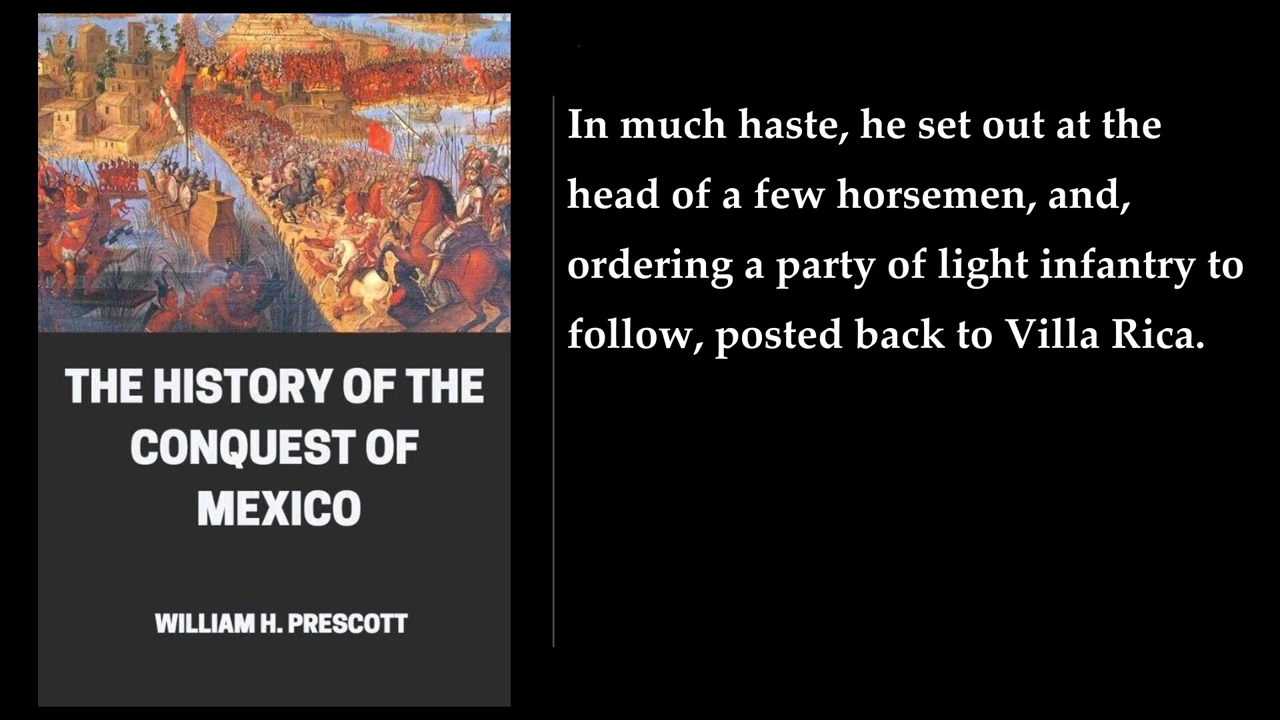 THE HISTORY OF THE
CONQUEST OF
MEXICO
WILLIAM H. PRESCOTT
In much haste, he set out at the
head of a few horsemen, and,
ordering a party of light infantry to
follow, posted back to Villa Rica.